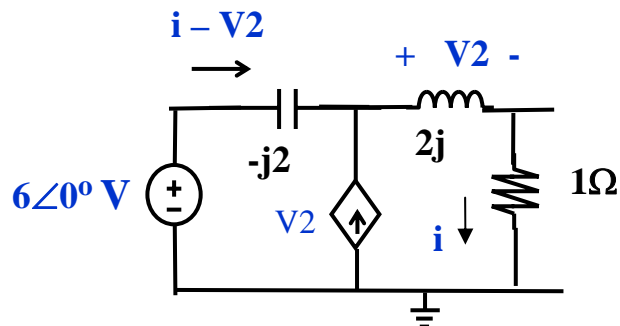 i – V2
+ V2 -
-j2
2j
6∠0º V
+
–
V2
i
1Ω